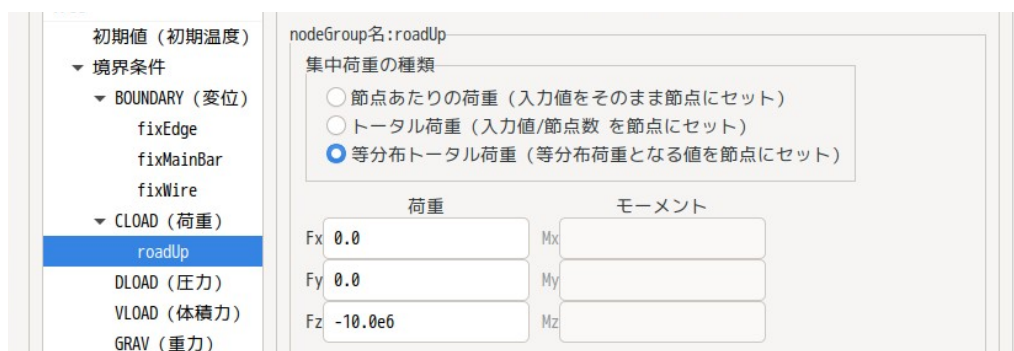 初期値（初期温度）
▼ 境界条件
▼ BOUNDARY（変位）
fixEdge
fixMainBar
fixWire
▼ CLOAD（荷重）
roadUp
DLOAD（圧力）
VLOAD（体積力）
GRAV（重力）
nodeGroup名:roadUp
集中荷重の種類
節点あたりの荷重（入力値をそのまま節点にセット）
トータル荷重（入力値/節点数 を節点にセット）
等分布トータル荷重（等分布荷重となる値を節点にセット）
荷重 モーメント
Fx 0.0 Mx
Fy 0.0 My
Fz -10.0e6 Mz